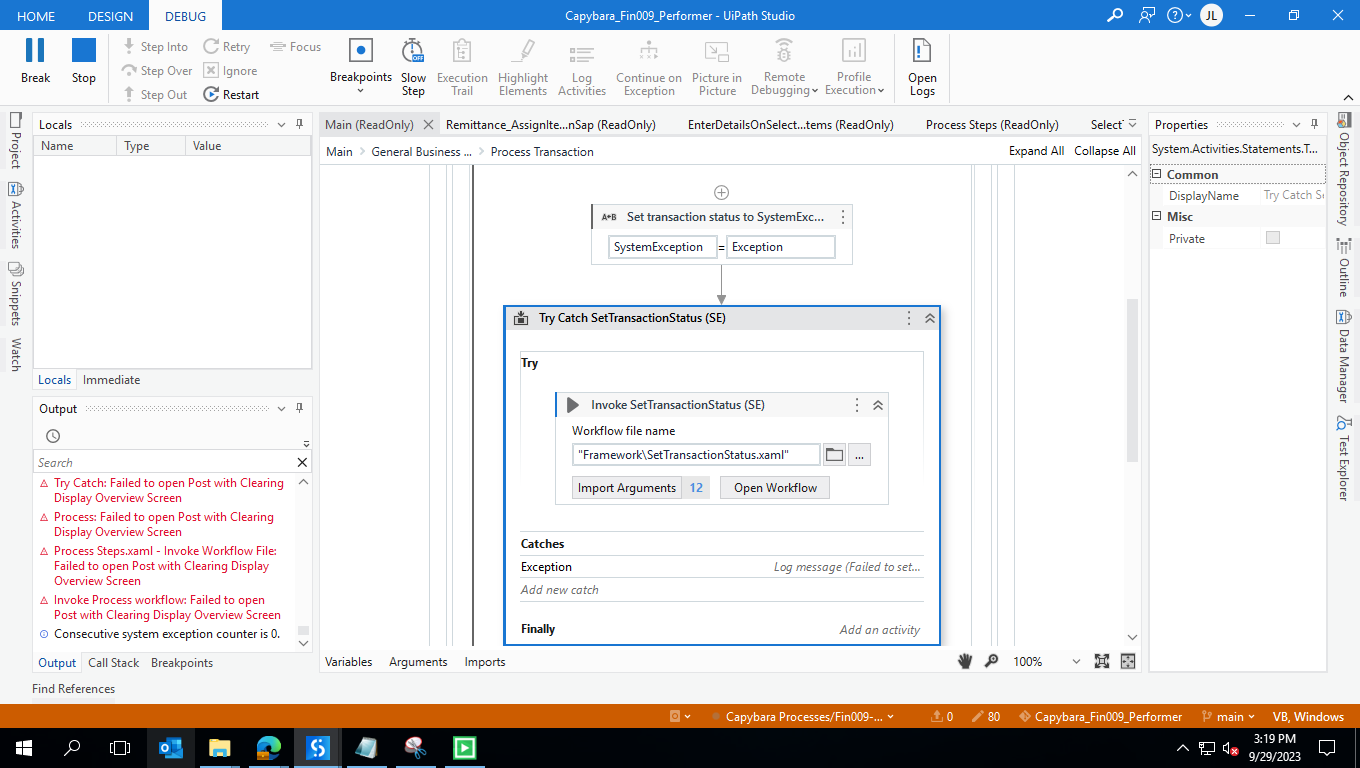 HOME DESIGN DEBUG Capybara_Fin009_Performer - UiPath Studio JL
Break
Stop
Step Into
Step Over
Step Out
Retry
Ignore
Restart
Focus
Breakpoints
Slow
Step
Execution
Trail
Highlight
Elements
Log
Activities
Continue on
Exception
Picture in
Picture
Remote
Debugging
Profile
Execution
Open
Logs
Project
Activities
Snippets
Watch
Locals
Name Type Value
Locals Immediate
Output
Search
Try Catch: Failed to open Post with Clearing
Display Overview Screen
Process: Failed to open Post with Clearing
Display Overview Screen
Process Steps.xaml - Invoke Workflow File:
Failed to open Post with Clearing Display
Overview Screen
Invoke Process workflow: Failed to open
Post with Clearing Display Overview Screen
Consecutive system exception counter is 0.
Output Call Stack Breakpoints
Find References
Main (ReadOnly) Remittance_AssignIte...nSap (ReadOnly) EnterDetailsOnSelect...tems (ReadOnly) Process Steps (ReadOnly) Select
Main General Business ... Process Transaction Expand All Collapse All
A+B Set transaction status to SystemExc...
SystemException = Exception
Try Catch SetTransactionStatus (SE)
Try
Invoke SetTransactionStatus (SE)
Workflow file name
"Framework\SetTransactionStatus.xaml" ...
Import Arguments 12 Open Workflow
Catches
Exception Log message (Failed to set...
Add new catch
Finally Add an activity
Variables Arguments Imports 100%
Properties
System.Activities.Statements.T...
Common
DisplayName Try Catch Se
Misc
Private
Object Repository
Outline
Data Manager
Test Explorer
Capybara Processes/Fin009-... 0 80 Capybara_Fin009_Performer main VB, Windows
3:19 PM
9/29/2023